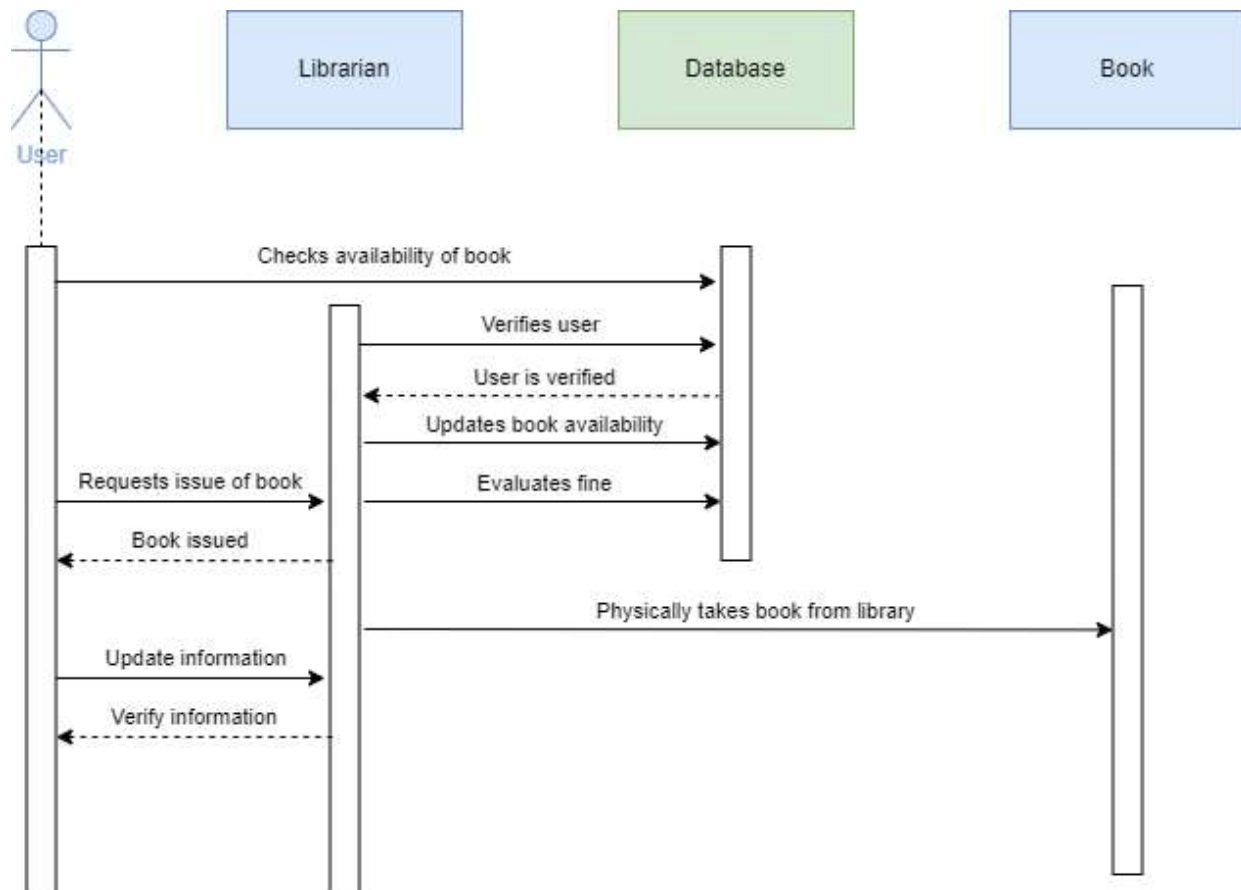 Librarian
Database
Book
User
Checks availability of book
Verifies user
User is verified
Updates book availability
Requests issue of book
Evaluates fine
Book issued
Physically takes book from library
Update information
Verify information